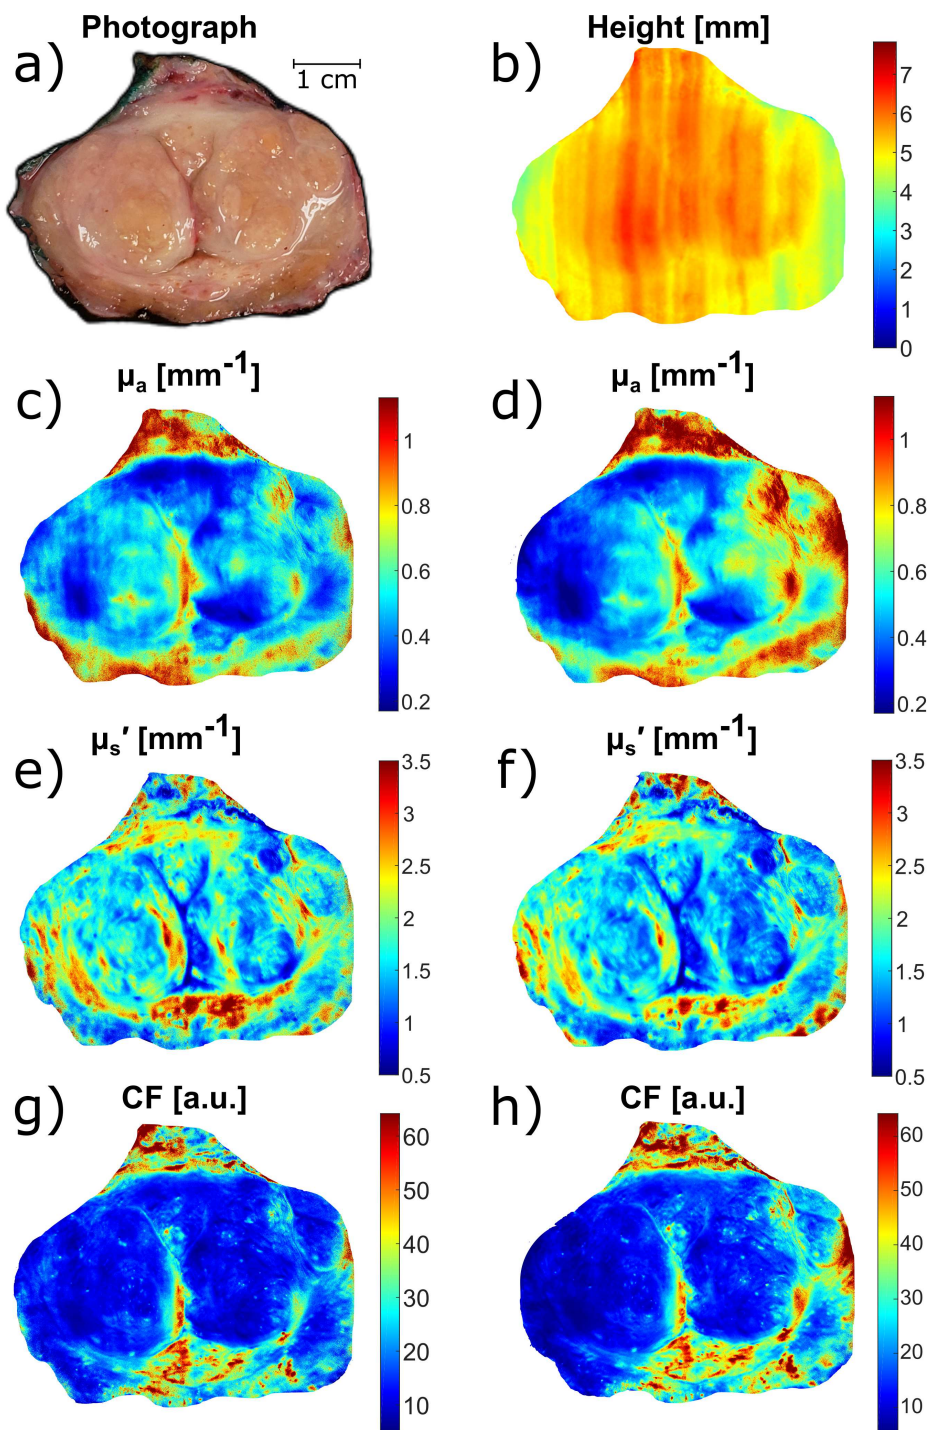 Photograph
a)
1 cm
Height [mm]
b)
7
6
5
4
3
2
1
0
μa [mm-1]
c)
1
0.8
0.6
0.4
0.2
μa [mm-1]
d)
1
0.8
0.6
0.4
0.2
μs′ [mm-1]
e)
3.5
3
2.5
2
1.5
1
0.5
μs′ [mm-1]
f)
3.5
3
2.5
2
1.5
1
0.5
CF [a.u.]
g)
60
50
40
30
20
10
CF [a.u.]
h)
60
50
40
30
20
10